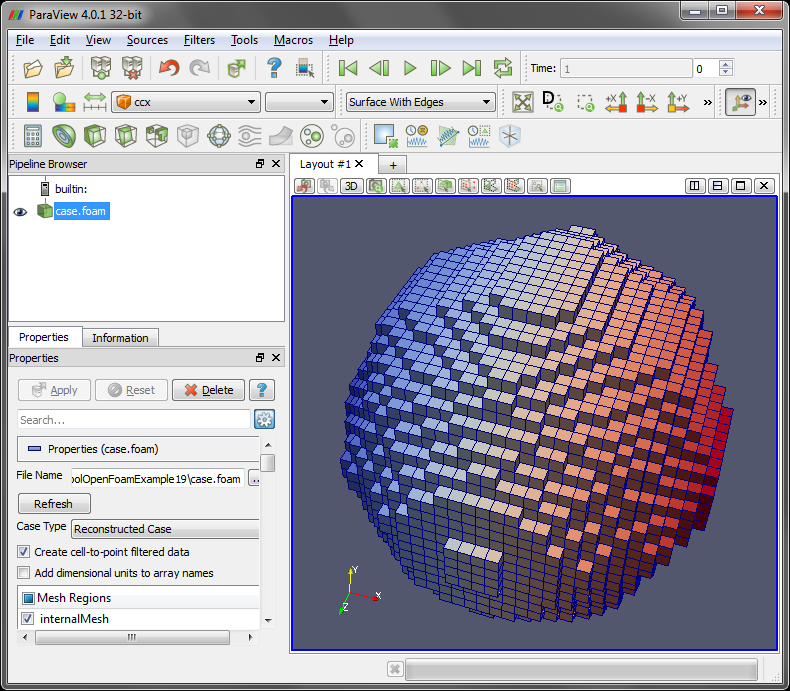 ParaView 4.0.1 32-bit
File Edit View Sources Filters Tools Macros Help
Time: 1 0
ccx Surface With Edges +X -X +Y »
Pipeline Browser
Layout #1 +
builtin:
3D
case.foam
Properties Information
Properties
Apply Reset Delete ?
Search...
Properties (case.foam)
File Name oolOpenFoamExample19\case.foam ..
Refresh
Case Type Reconstructed Case
Create cell-to-point filtered data
Add dimensional units to array names
Mesh Regions
internalMesh
Y
X
Z